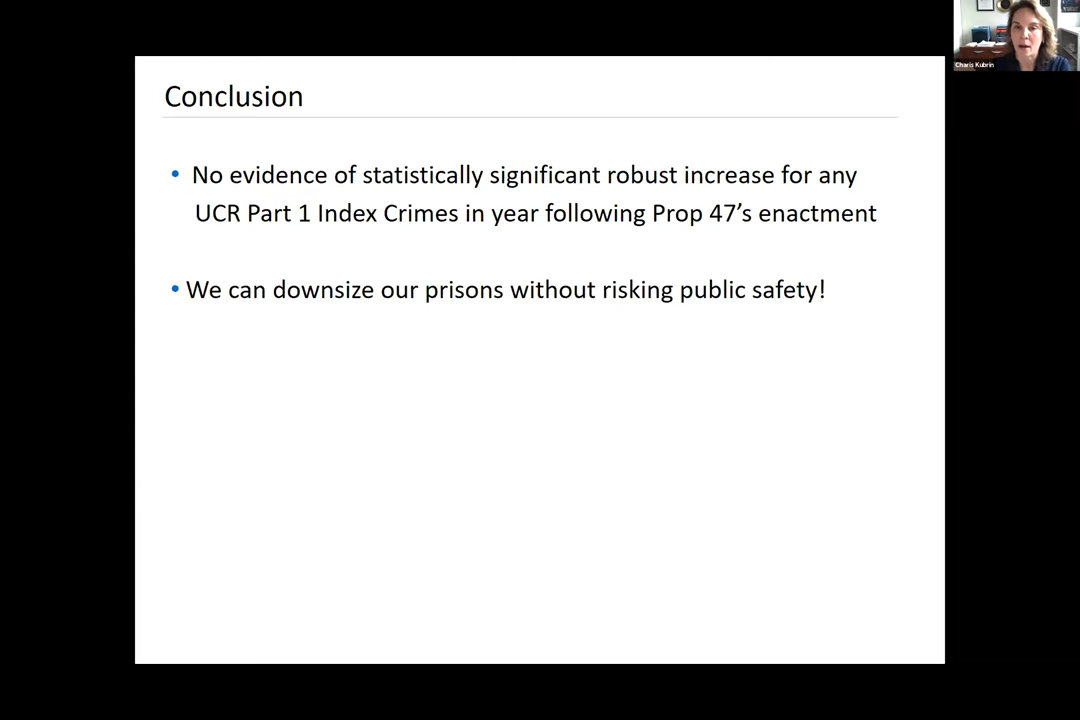 Charis Kubrin
Conclusion
• No evidence of statistically significant robust increase for any
UCR Part 1 Index Crimes in year following Prop 47’s enactment
• We can downsize our prisons without risking public safety!